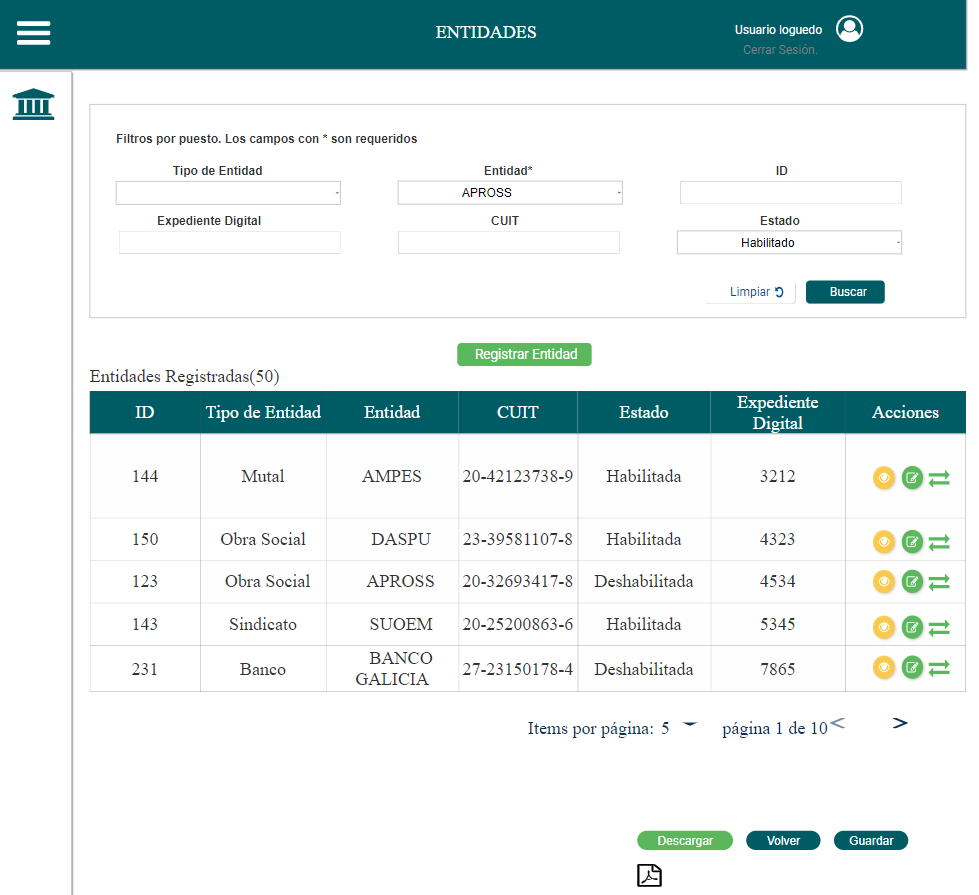 ENTIDADES
Usuario loguedo
Cerrar Sesión.
Filtros por puesto. Los campos con * son requeridos
Tipo de Entidad Entidad* ID
APROSS
Expediente Digital CUIT Estado
Habilitado
Limpiar Buscar
Registrar Entidad
Entidades Registradas(50)
ID Tipo de Entidad Entidad CUIT Estado Expediente Digital Acciones
144 Mutal AMPES 20-42123738-9 Habilitada 3212
150 Obra Social DASPU 23-39581107-8 Habilitada 4323
123 Obra Social APROSS 20-32693417-8 Deshabilitada 4534
143 Sindicato SUOEM 20-25200863-6 Habilitada 5345
231 Banco BANCO GALICIA 27-23150178-4 Deshabilitada 7865
Items por página: 5 página 1 de 10 < >
Descargar Volver Guardar